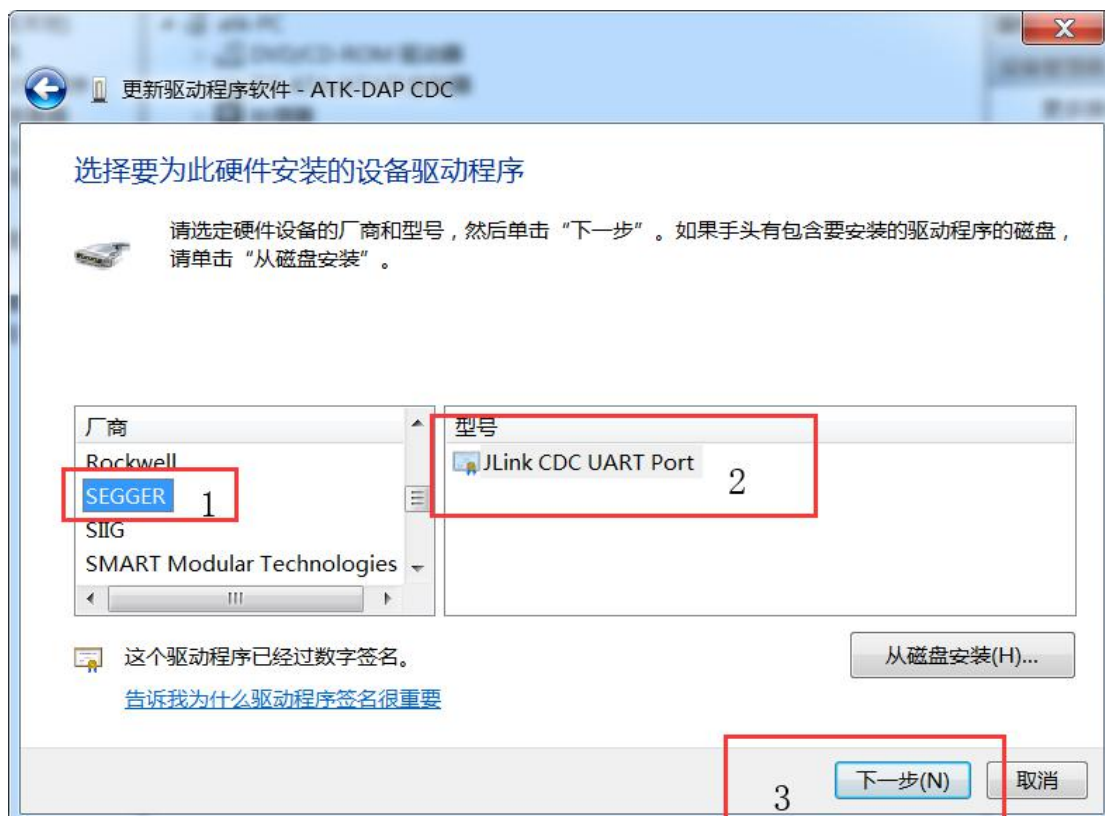 更新驱动程序软件 - ATK-DAP CDC
选择要为此硬件安装的设备驱动程序
请选定硬件设备的厂商和型号，然后单击“下一步”。如果手头有包含要安装的驱动程序的磁盘，
请单击“从磁盘安装”。
厂商
Rockwell
SEGGER
1
SIIG
SMART Modular Technologies
型号
JLink CDC UART Port
2
这个驱动程序已经过数字签名。
从磁盘安装(H)...
告诉我为什么驱动程序签名很重要
3
下一步(N)
取消